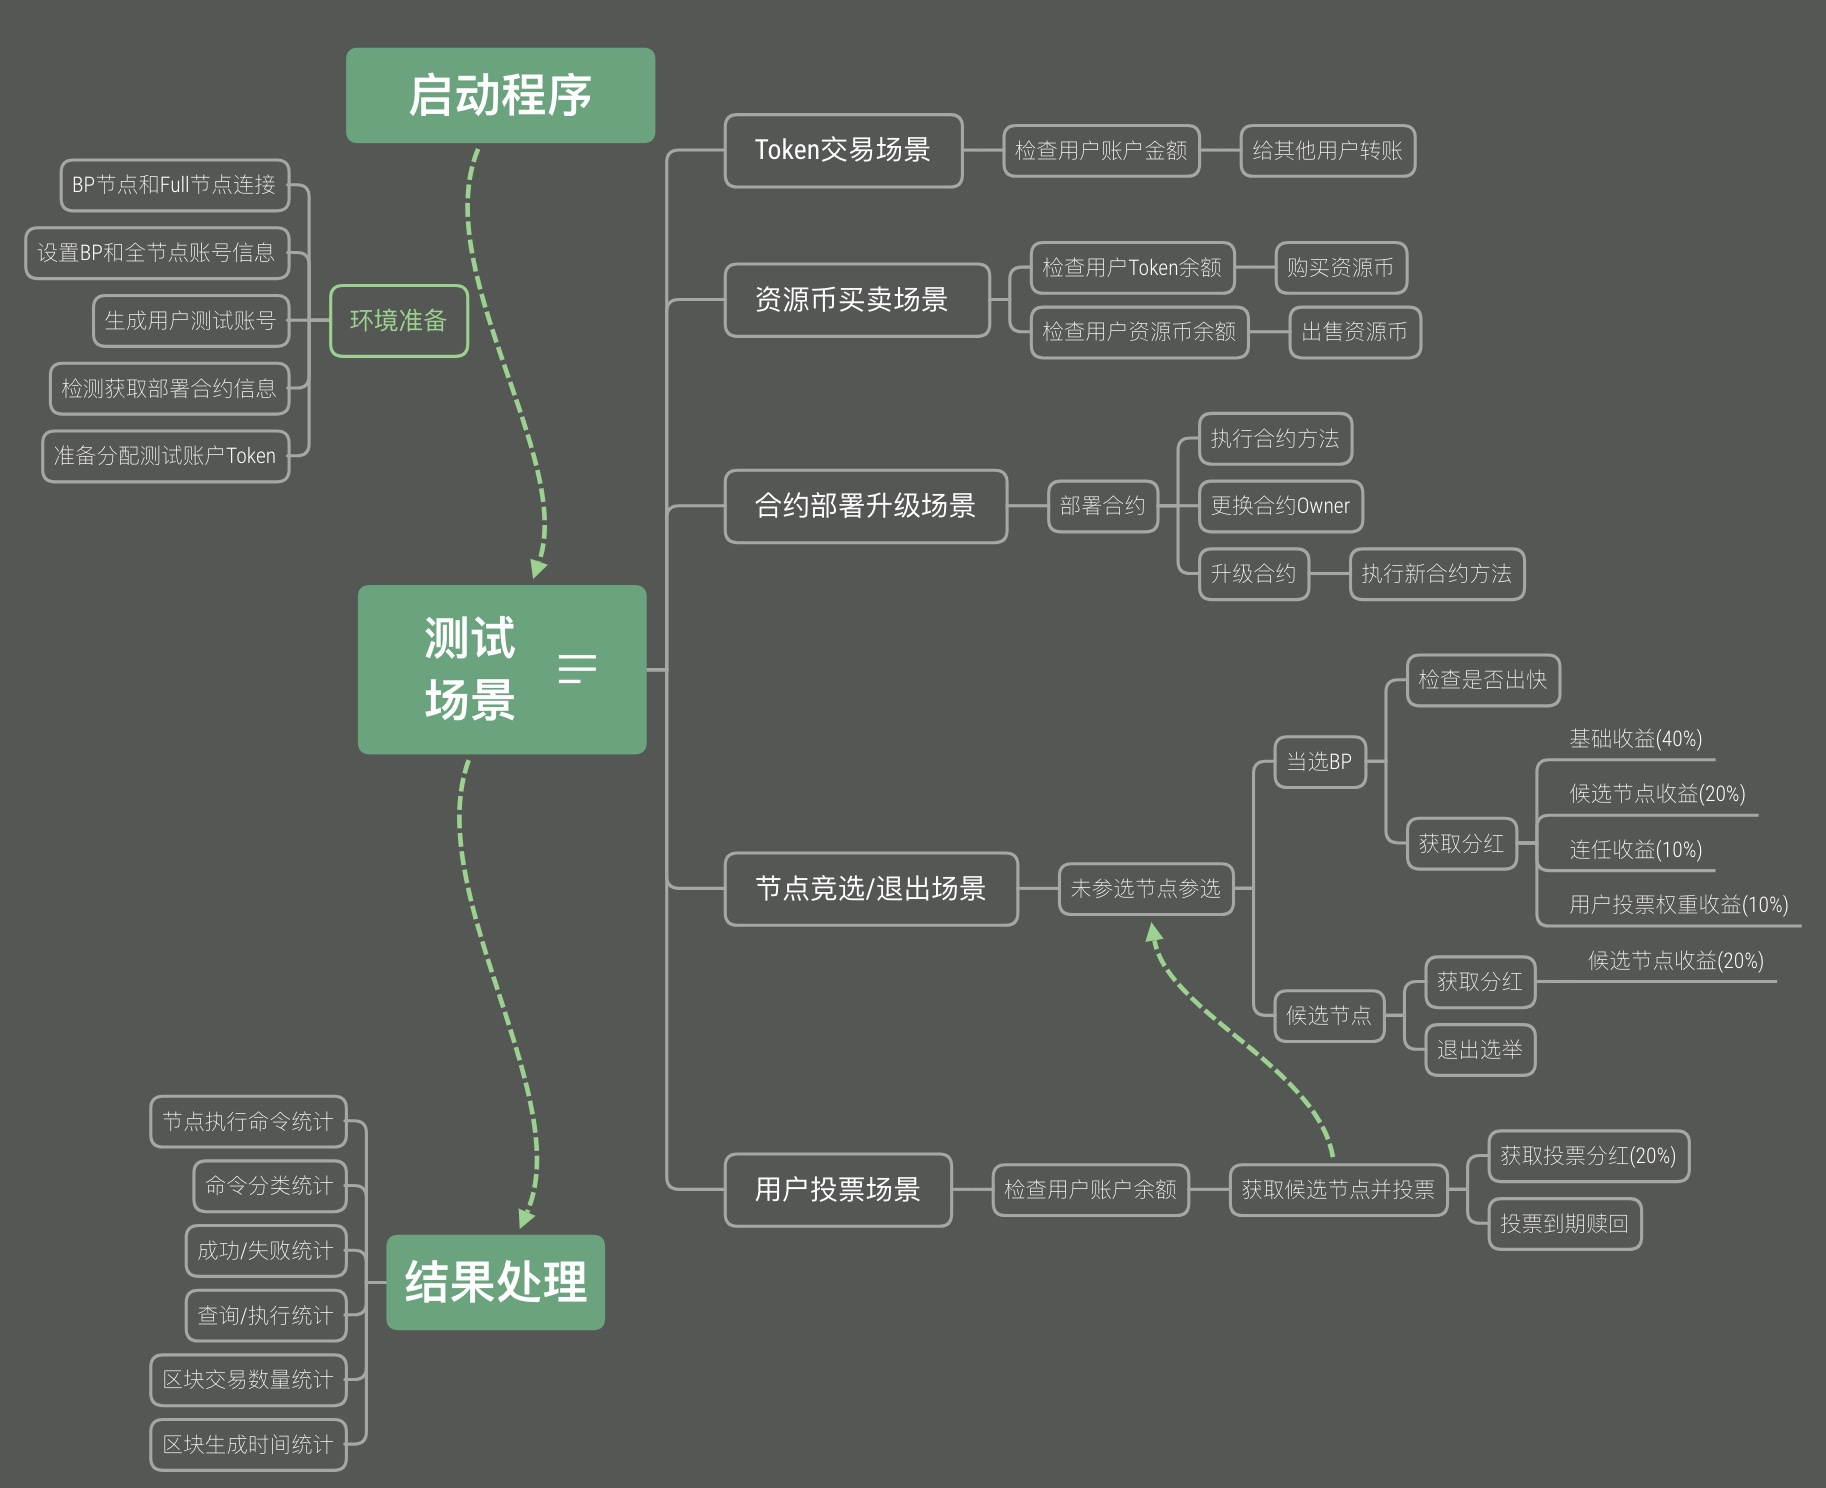 启动程序
BP节点和Full节点连接
设置BP和全节点账号信息
生成用户测试账号
检测获取部署合约信息
准备分配测试账户Token
环境准备
测试
场景
Token交易场景
检查用户账户金额
给其他用户转账
资源币买卖场景
检查用户Token余额
购买资源币
检查用户资源币余额
出售资源币
合约部署升级场景
部署合约
执行合约方法
更换合约Owner
升级合约
执行新合约方法
节点竞选/退出场景
未参选节点参选
当选BP
检查是否出快
获取分红
基础收益(40%)
候选节点收益(20%)
连任收益(10%)
用户投票权重收益(10%)
候选节点
获取分红
候选节点收益(20%)
退出选举
用户投票场景
检查用户账户余额
获取候选节点并投票
获取投票分红(20%)
投票到期赎回
节点执行命令统计
命令分类统计
成功/失败统计
查询/执行统计
区块交易数量统计
区块生成时间统计
结果处理